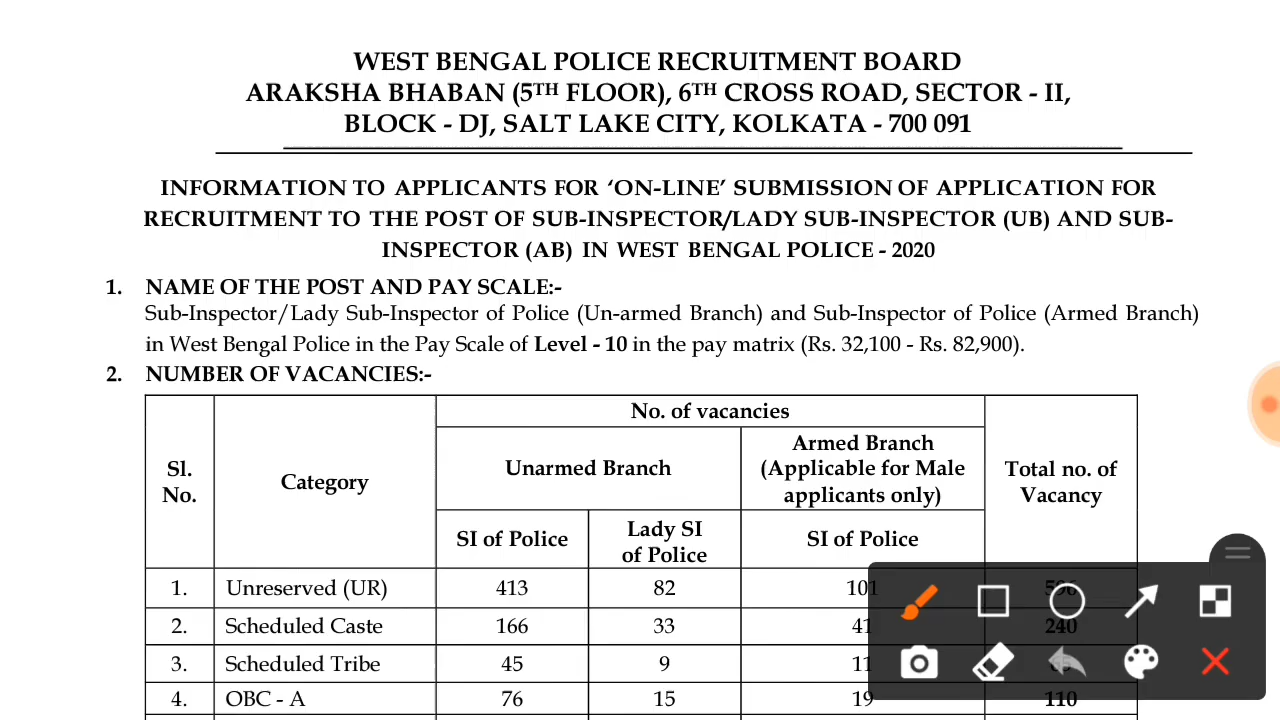 WEST BENGAL POLICE RECRUITMENT BOARD
ARAKSHA BHABAN (5TH FLOOR), 6TH CROSS ROAD, SECTOR - II,
BLOCK - DJ, SALT LAKE CITY, KOLKATA - 700 091
INFORMATION TO APPLICANTS FOR ‘ON-LINE’ SUBMISSION OF APPLICATION FOR
RECRUITMENT TO THE POST OF SUB-INSPECTOR/LADY SUB-INSPECTOR (UB) AND SUB-
INSPECTOR (AB) IN WEST BENGAL POLICE - 2020
1. NAME OF THE POST AND PAY SCALE:-
Sub-Inspector/Lady Sub-Inspector of Police (Un-armed Branch) and Sub-Inspector of Police (Armed Branch)
in West Bengal Police in the Pay Scale of Level - 10 in the pay matrix (Rs. 32,100 - Rs. 82,900).
2. NUMBER OF VACANCIES:-
Sl. No.
Category
No. of vacancies
Unarmed Branch
Armed Branch
(Applicable for Male
applicants only)
Total no. of
Vacancy
SI of Police
Lady SI
of Police
SI of Police
1. Unreserved (UR) 413 82 101 596
2. Scheduled Caste 166 33 41 240
3. Scheduled Tribe 45 9 11
4. OBC - A 76 15 19 110